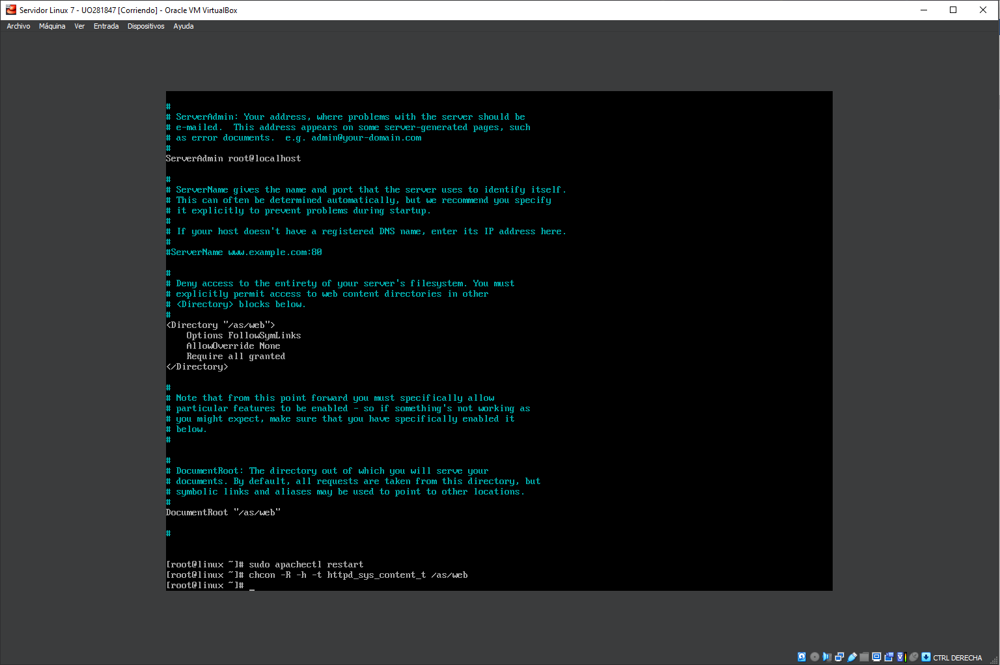 Servidor Linux 7 - UO281847 [Corriendo] - Oracle VM VirtualBox
Archivo Máquina Ver Entrada Dispositivos Ayuda
#
# ServerAdmin: Your address, where problems with the server should be
# e-mailed.  This address appears on some server-generated pages, such
# as error documents.  e.g. admin@your-domain.com
#
ServerAdmin root@localhost
#
# ServerName gives the name and port that the server uses to identify itself.
# This can often be determined automatically, but we recommend you specify
# it explicitly to prevent problems during startup.
#
# If your host doesn't have a registered DNS name, enter its IP address here.
#
#ServerName www.example.com:80
#
# Deny access to the entirety of your server's filesystem. You must
# explicitly permit access to web content directories in other
# <Directory> blocks below.
#
<Directory "/as/web">
    Options FollowSymLinks
    AllowOverride None
    Require all granted
</Directory>
#
# Note that from this point forward you must specifically allow
# particular features to be enabled - so if something's not working as
# you might expect, make sure that you have specifically enabled it
# below.
#
#
# DocumentRoot: The directory out of which you will serve your
# documents. By default, all requests are taken from this directory, but
# symbolic links and aliases may be used to point to other locations.
#
DocumentRoot "/as/web"
#
[root@linux ~]# sudo apachectl restart
[root@linux ~]# chcon -R -h -t httpd_sys_content_t /as/web
[root@linux ~]# _
CTRL DERECHA